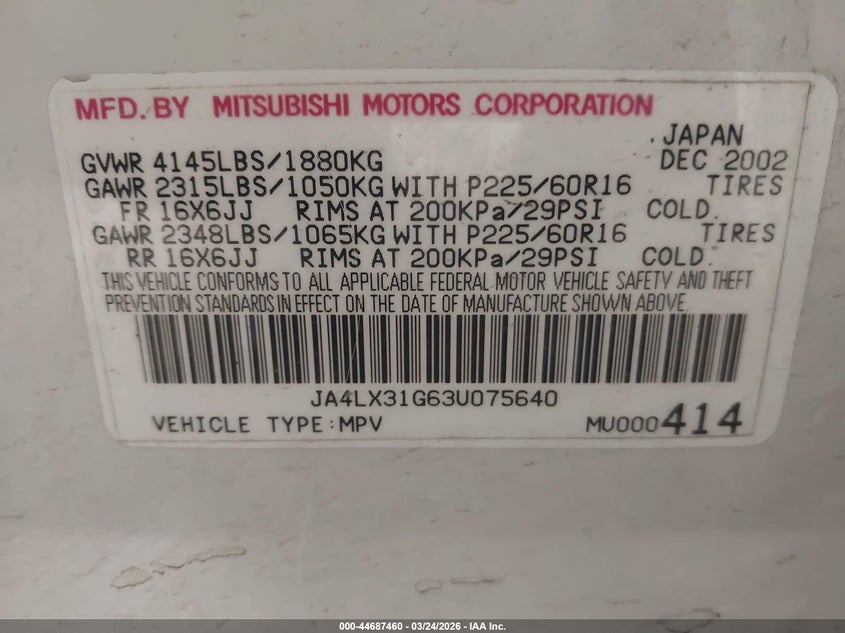 MFD. BY MITSUBISHI MOTORS CORPORATION
JAPAN
GVWR 4145LBS/1880KG DEC 2002
GAWR 2315LBS/1050KG WITH P225/60R16 TIRES
FR 16X6JJ RIMS AT 200KPa/29PSI COLD.
GAWR 2348LBS/1065KG WITH P225/60R16 TIRES
RR 16X6JJ RIMS AT 200KPa/29PSI COLD.
THIS VEHICLE CONFORMS TO ALL APPLICABLE FEDERAL MOTOR VEHICLE SAFETY AND THEFT
PREVENTION STANDARDS IN EFFECT ON THE DATE OF MANUFACTURE SHOWN ABOVE.
JA4LX31G63U075640
VEHICLE TYPE:MPV MU000414
000-44687460 - 03/24/2026 - IAA Inc.